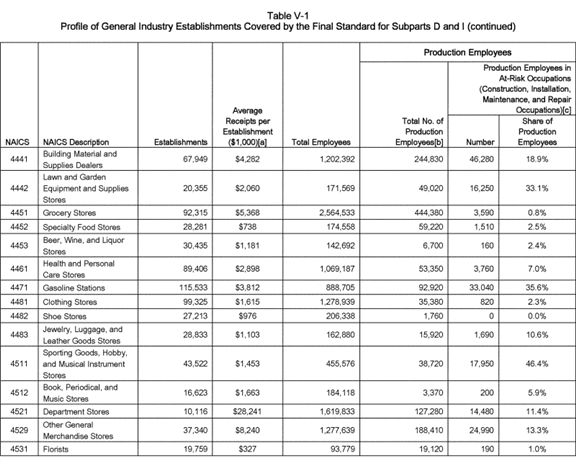 Table V-1
Profile of General Industry Establishments Covered by the Final Standard for Subparts D and I (continued)
Production Employees
Production Employees in
At-Risk Occupations
(Construction, Installation,
Maintenance, and Repair
Occupations)[c]
NAICS NAICS Description Establishments Average Receipts per Establishment ($1,000)[a] Total Employees Total No. of Production Employees[b] Number Share of Production Employees
4441 Building Material and Supplies Dealers 67,949 $4,282 1,202,392 244,830 46,280 18.9%
4442 Lawn and Garden Equipment and Supplies Stores 20,355 $2,060 171,569 49,020 16,250 33.1%
4451 Grocery Stores 92,315 $5,368 2,564,533 444,380 3,590 0.8%
4452 Specialty Food Stores 28,281 $738 174,558 59,220 1,510 2.5%
4453 Beer, Wine, and Liquor Stores 30,435 $1,181 142,692 6,700 160 2.4%
4461 Health and Personal Care Stores 89,406 $2,898 1,069,187 53,350 3,760 7.0%
4471 Gasoline Stations 115,533 $3,812 888,705 92,920 33,040 35.6%
4481 Clothing Stores 99,325 $1,615 1,278,939 35,380 820 2.3%
4482 Shoe Stores 27,213 $976 206,338 1,760 0 0.0%
4483 Jewelry, Luggage, and Leather Goods Stores 28,833 $1,103 162,880 15,920 1,690 10.6%
4511 Sporting Goods, Hobby, and Musical Instrument Stores 43,522 $1,453 455,576 38,720 17,950 46.4%
4512 Book, Periodical, and Music Stores 16,623 $1,663 184,118 3,370 200 5.9%
4521 Department Stores 10,116 $28,241 1,619,833 127,280 14,480 11.4%
4529 Other General Merchandise Stores 37,340 $8,240 1,277,639 188,410 24,990 13.3%
4531 Florists 19,759 $327 93,779 19,120 190 1.0%